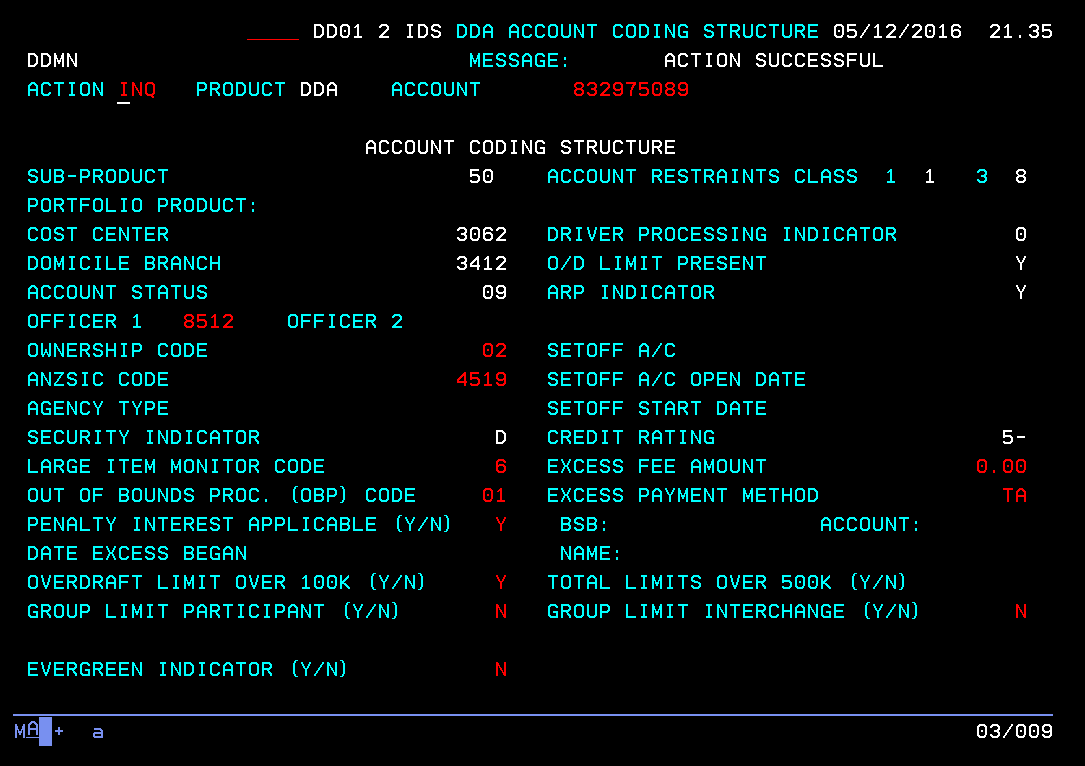 _____ DD01 2 IDS DDA ACCOUNT CODING STRUCTURE 05/12/2016 21.35
DDMN MESSAGE: ACTION SUCCESSFUL
ACTION INQ PRODUCT DDA ACCOUNT 832975089
ACCOUNT CODING STRUCTURE
SUB-PRODUCT 50 ACCOUNT RESTRAINTS CLASS 1 1 3 8
PORTFOLIO PRODUCT:
COST CENTER 3062 DRIVER PROCESSING INDICATOR 0
DOMICILE BRANCH 3412 O/D LIMIT PRESENT Y
ACCOUNT STATUS 09 ARP INDICATOR Y
OFFICER 1 8512 OFFICER 2
OWNERSHIP CODE 02 SETOFF A/C
ANZSIC CODE 4519 SETOFF A/C OPEN DATE
AGENCY TYPE SETOFF START DATE
SECURITY INDICATOR D CREDIT RATING 5-
LARGE ITEM MONITOR CODE 6 EXCESS FEE AMOUNT 0.00
OUT OF BOUNDS PROC. (OBP) CODE 01 EXCESS PAYMENT METHOD TA
PENALTY INTEREST APPLICABLE (Y/N) Y BSB: ACCOUNT:
DATE EXCESS BEGAN NAME:
OVERDRAFT LIMIT OVER 100K (Y/N) Y TOTAL LIMITS OVER 500K (Y/N)
GROUP LIMIT PARTICIPANT (Y/N) N GROUP LIMIT INTERCHANGE (Y/N) N
EVERGREEN INDICATOR (Y/N) N
MA + a 03/009